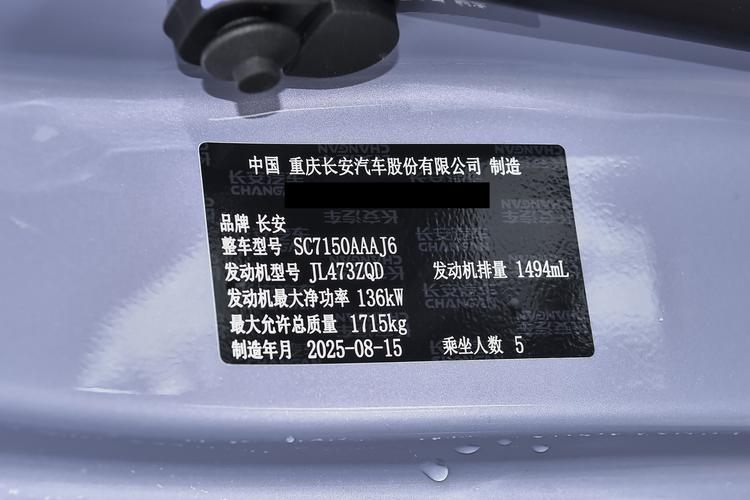 中国 重庆长安汽车股份有限公司 制造
品牌 长安
整车型号 SC7150AAAJ6
发动机型号 JL473ZQD 发动机排量 1494mL
发动机最大净功率 136kW
最大允许总质量 1715kg
制造年月 2025-08-15 乘坐人数 5